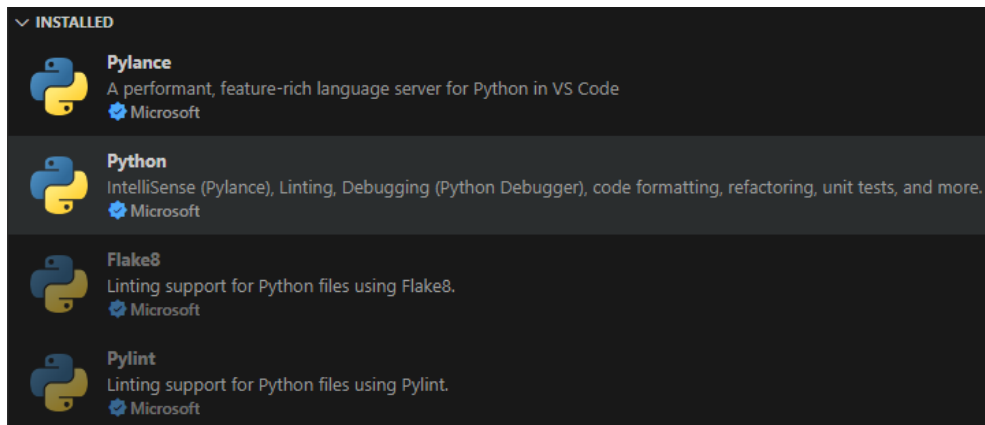 INSTALLED
Pylance
A performant, feature-rich language server for Python in VS Code
Microsoft
Python
IntelliSense (Pylance), Linting, Debugging (Python Debugger), code formatting, refactoring, unit tests, and more.
Microsoft
Flake8
Linting support for Python files using Flake8.
Microsoft
Pylint
Linting support for Python files using Pylint.
Microsoft